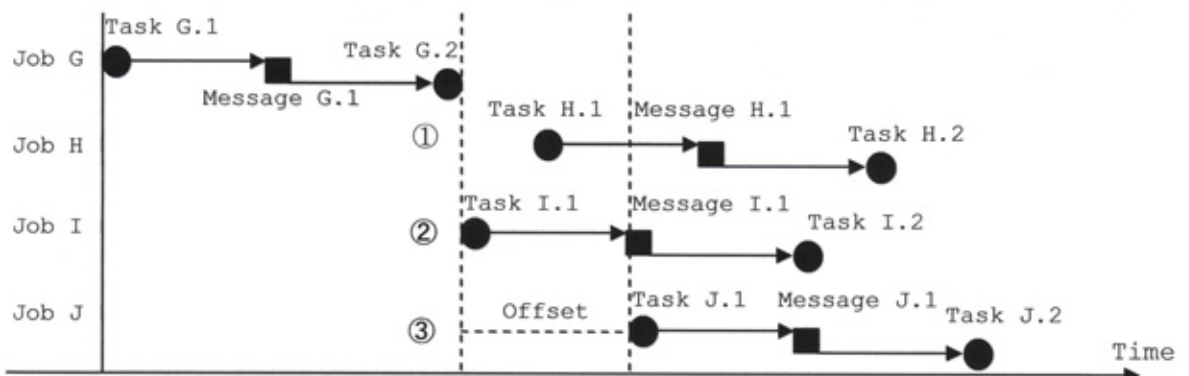 Task G.1
Job G
Task G.2
Message G.1
Task H.1
Message H.1
①
Task H.2
Job H
Task I.1
Message I.1
Job I
②
Task I.2
Job J
③
Offset
Task J.1
Message J.1
Task J.2
Time